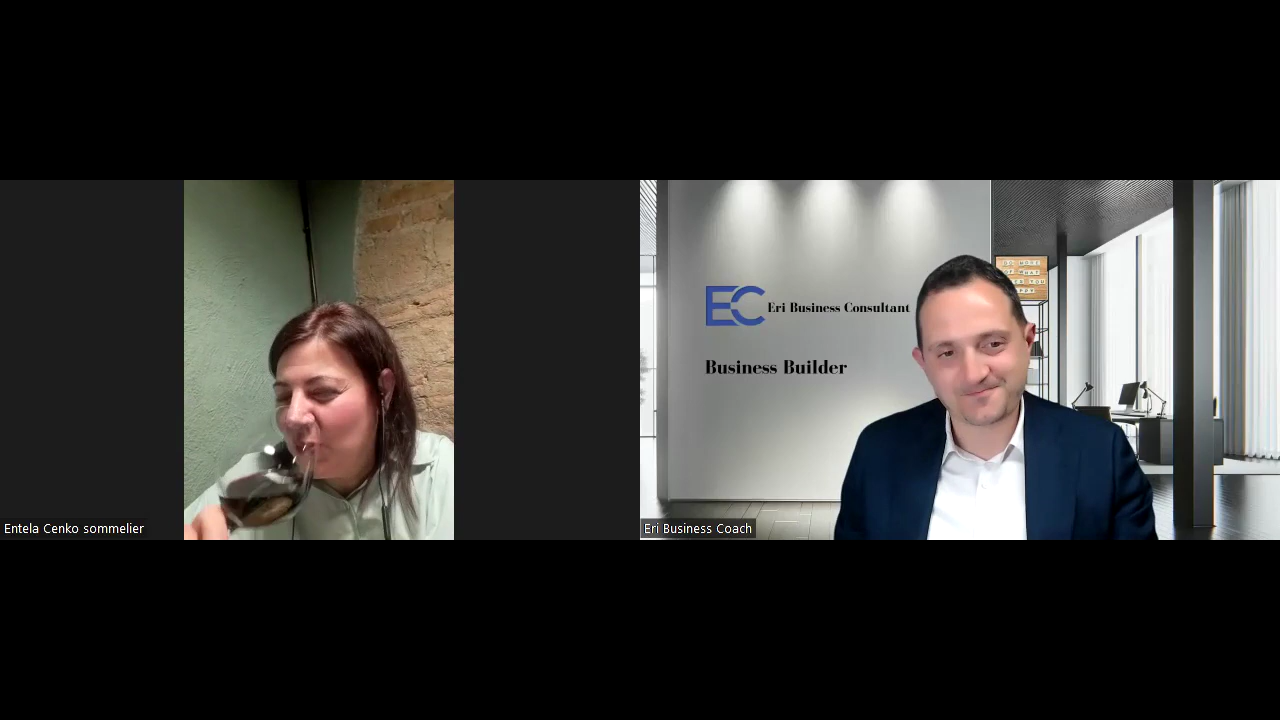 EC Eri Business Consultant
Business Builder
Entela Cenko sommelier
Eri Business Coach